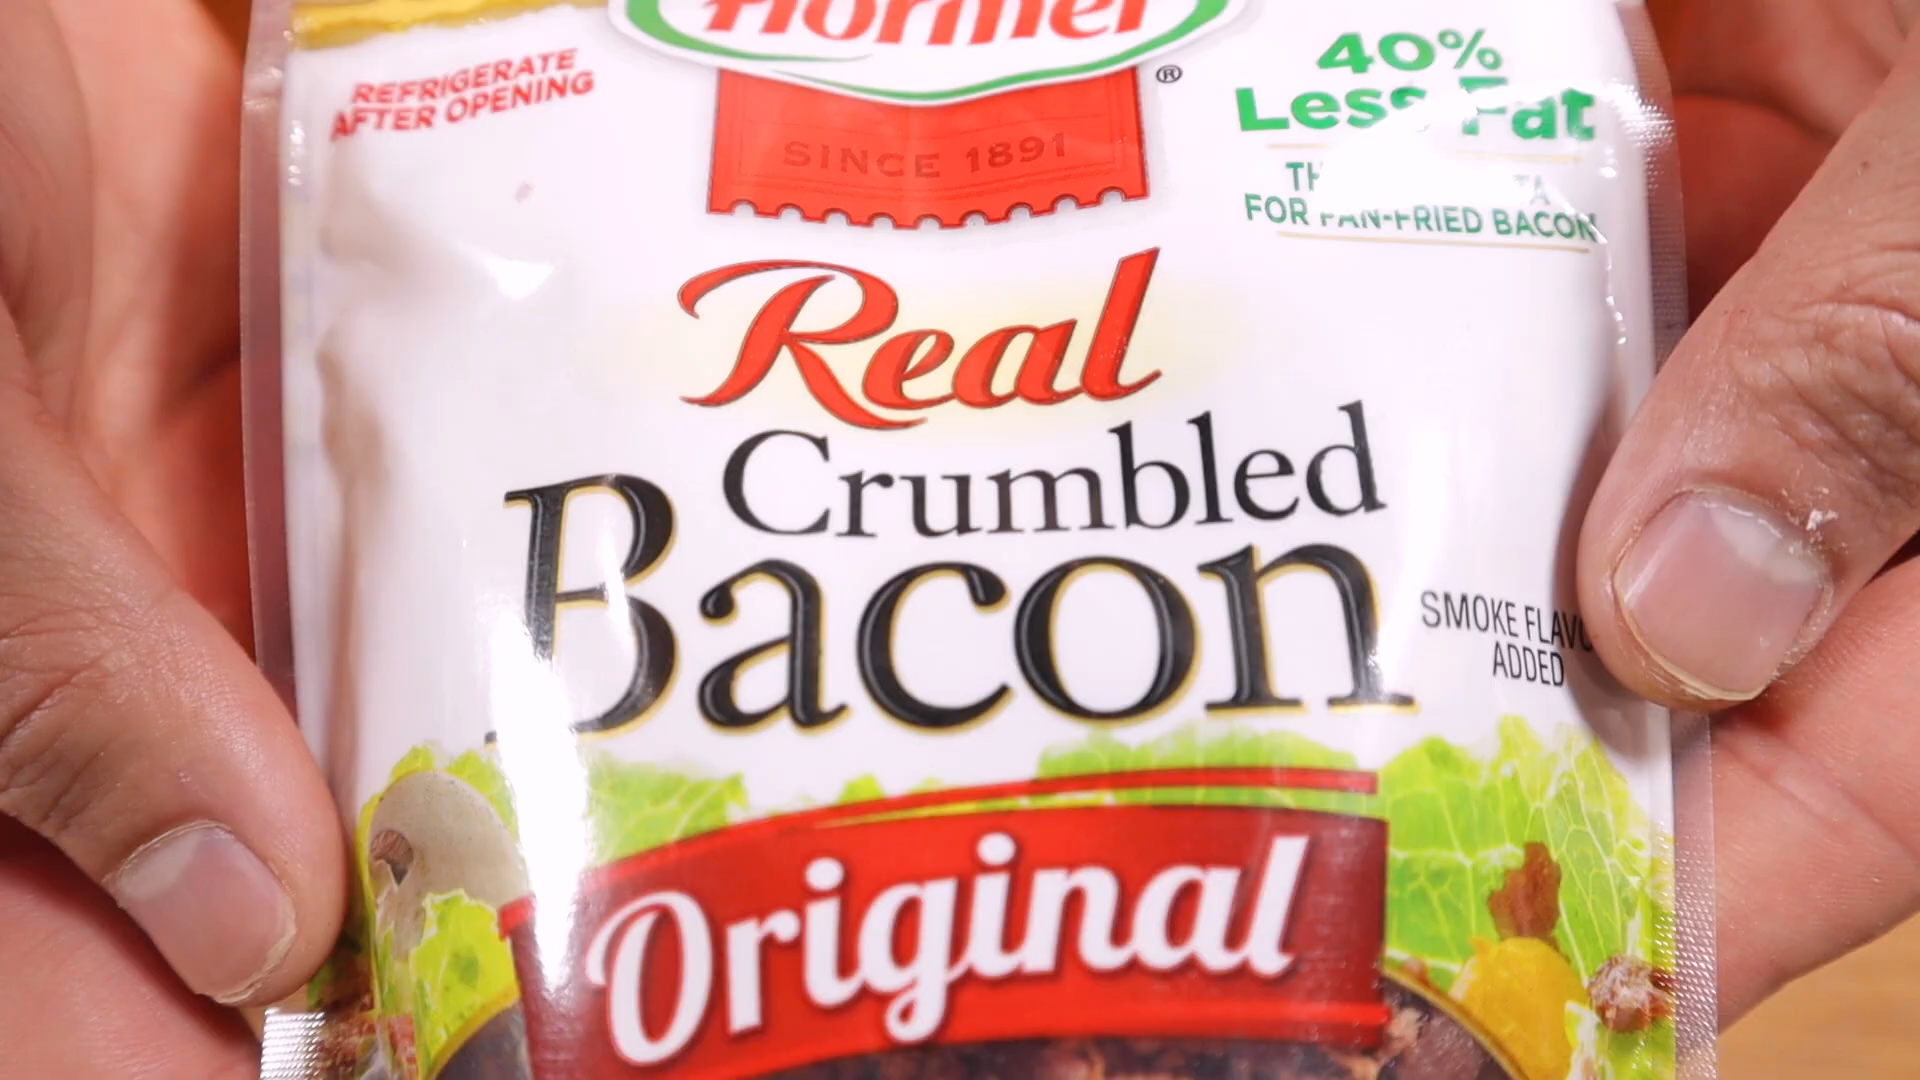 Hormel
®
SINCE 1891
REFRIGERATE
AFTER OPENING
40%
Less Fat
FOR PAN-FRIED BACON
Real
Crumbled
Bacon
SMOKE
ADDED
Original